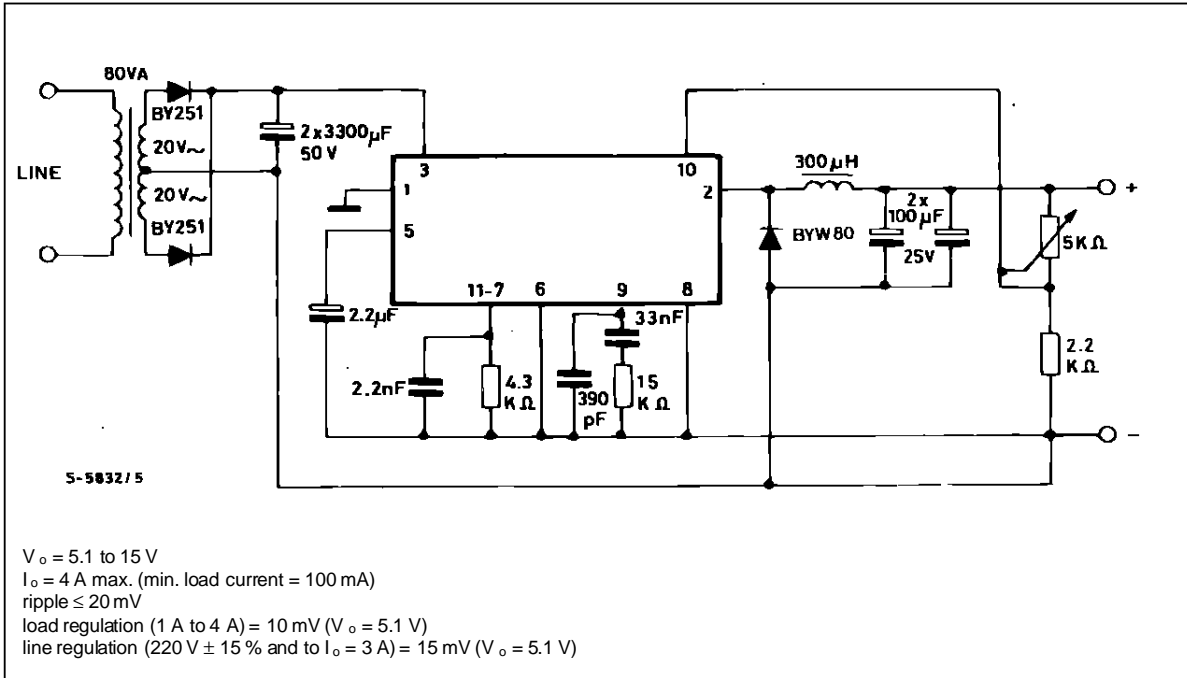 80VA
BY251
20V~
20V~
BY251
LINE
2x3300µF
50V
3
10
1
2
5
11-7
6
9
8
300µH
2x
100µF
25V
BYW80
5KΩ
2.2
KΩ
2.2µF
2.2nF
4.3
KΩ
390
pF
33nF
15
KΩ
+
-
S-5832/5
V o = 5.1 to 15 V
I o = 4 A max. (min. load current = 100 mA)
ripple ≤ 20 mV
load regulation (1 A to 4 A) = 10 mV (V o = 5.1 V)
line regulation (220 V ± 15 % and to I o = 3 A) = 15 mV (V o = 5.1 V)